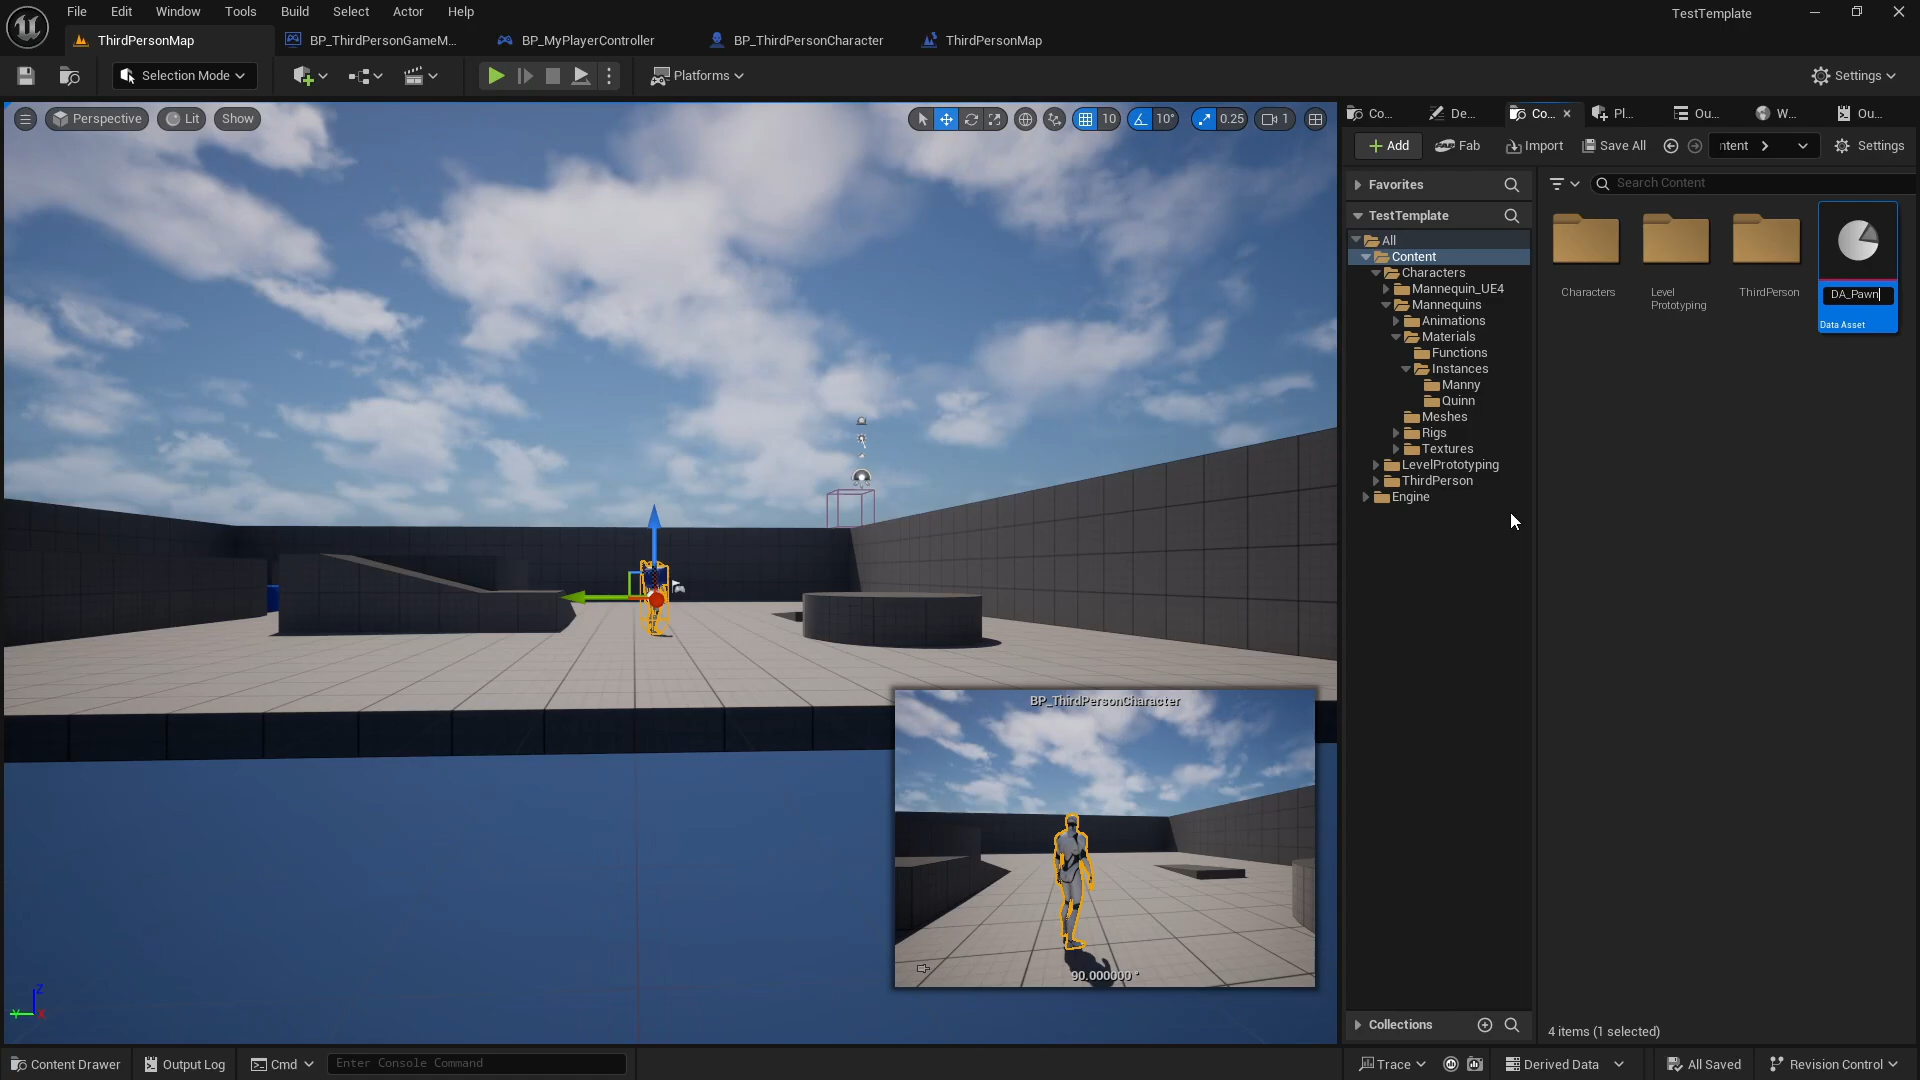 File Edit Window Tools Build Select Actor Help
TestTemplate
ThirdPersonMap BP_ThirdPersonGameM... BP_MyPlayerController BP_ThirdPersonCharacter ThirdPersonMap
Selection Mode Platforms Settings
Perspective Lit Show 10 10° 0.25 1
Co... De... Co... Pl... Ou... W... Ou...
Add Fab Import Save All ntent Settings
Favorites
Search Content
TestTemplate
All
Content
Characters
Mannequin_UE4
Mannequins
Animations
Materials
Functions
Instances
Manny
Quinn
Meshes
Rigs
Textures
LevelPrototyping
ThirdPerson
Engine
Characters
Level
Prototyping
ThirdPerson
DA_Pawn
Data Asset
BP_ThirdPersonCharacter
90.000000 °
Z
Y X
Collections
4 items (1 selected)
Content Drawer Output Log Cmd Enter Console Command Trace Derived Data All Saved Revision Control